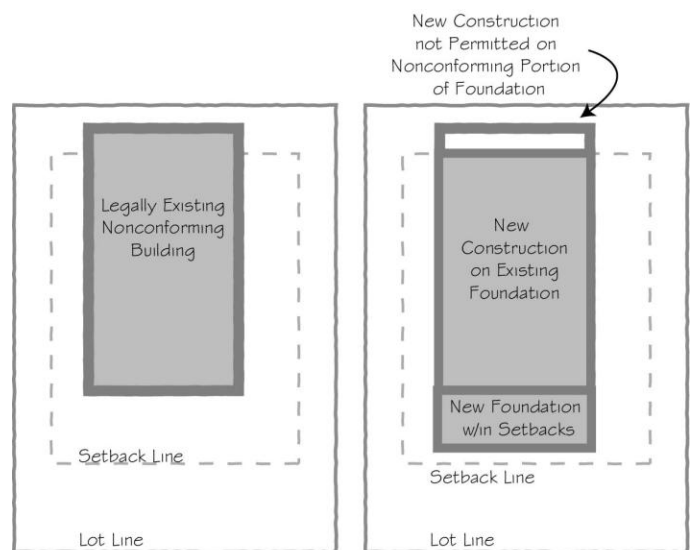 New Construction
not Permitted on
Nonconforming Portion
of Foundation
Legally Existing
Nonconforming
Building
Setback Line
Lot Line
New
Construction
on Existing
Foundation
New Foundation
w/in Setbacks
Setback Line
Lot Line